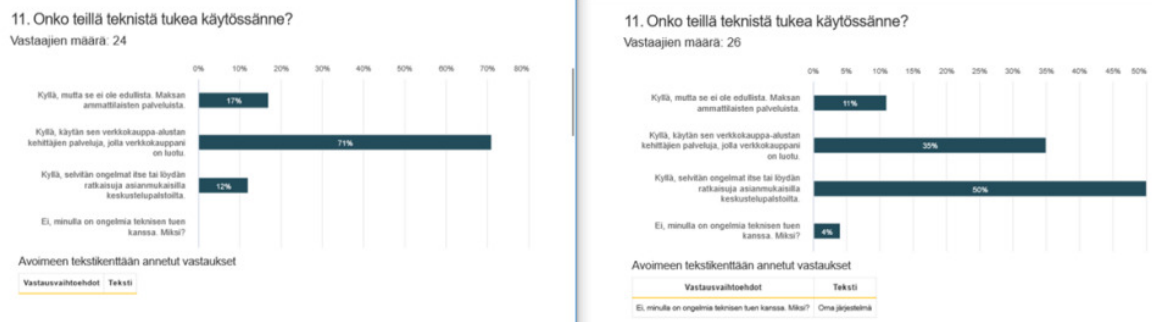 11. Onko teillä teknistä tukea käytössänne?
Vastaajien määrä: 24
0% 10% 20% 30% 40% 50% 60% 70% 80%
Kyllä, mutta se ei ole edullista. Maksan
ammattilaisten palveluista.
17%
Kyllä, käytän sen verkkokauppa-alustan
kehittäjien palveluja, jolla verkkokauppani
on luotu.
71%
Kyllä, selvitän ongelmat itse tai löydän
ratkaisuja asianmukaisilla
keskustelupalstoilta.
12%
Ei, minulla on ongelmia teknisen tuen
kanssa. Miksi?
Avoimeen tekstikenttään annetut vastaukset
Vastausvaihtoehdot Teksti
11. Onko teillä teknistä tukea käytössänne?
Vastaajien määrä: 26
0% 5% 10% 15% 20% 25% 30% 35% 40% 45% 50%
Kyllä, mutta se ei ole edullista. Maksan
ammattilaisten palveluista.
11%
Kyllä, käytän sen verkkokauppa-alustan
kehittäjien palveluja, jolla verkkokauppani
on luotu.
35%
Kyllä, selvitän ongelmat itse tai löydän
ratkaisuja asianmukaisilla
keskustelupalstoilta.
50%
Ei, minulla on ongelmia teknisen tuen
kanssa. Miksi?
4%
Avoimeen tekstikenttään annetut vastaukset
Vastausvaihtoehdot Teksti
Ei, minulla on ongelmia teknisen tuen kanssa. Miksi? Oma järjestelmä